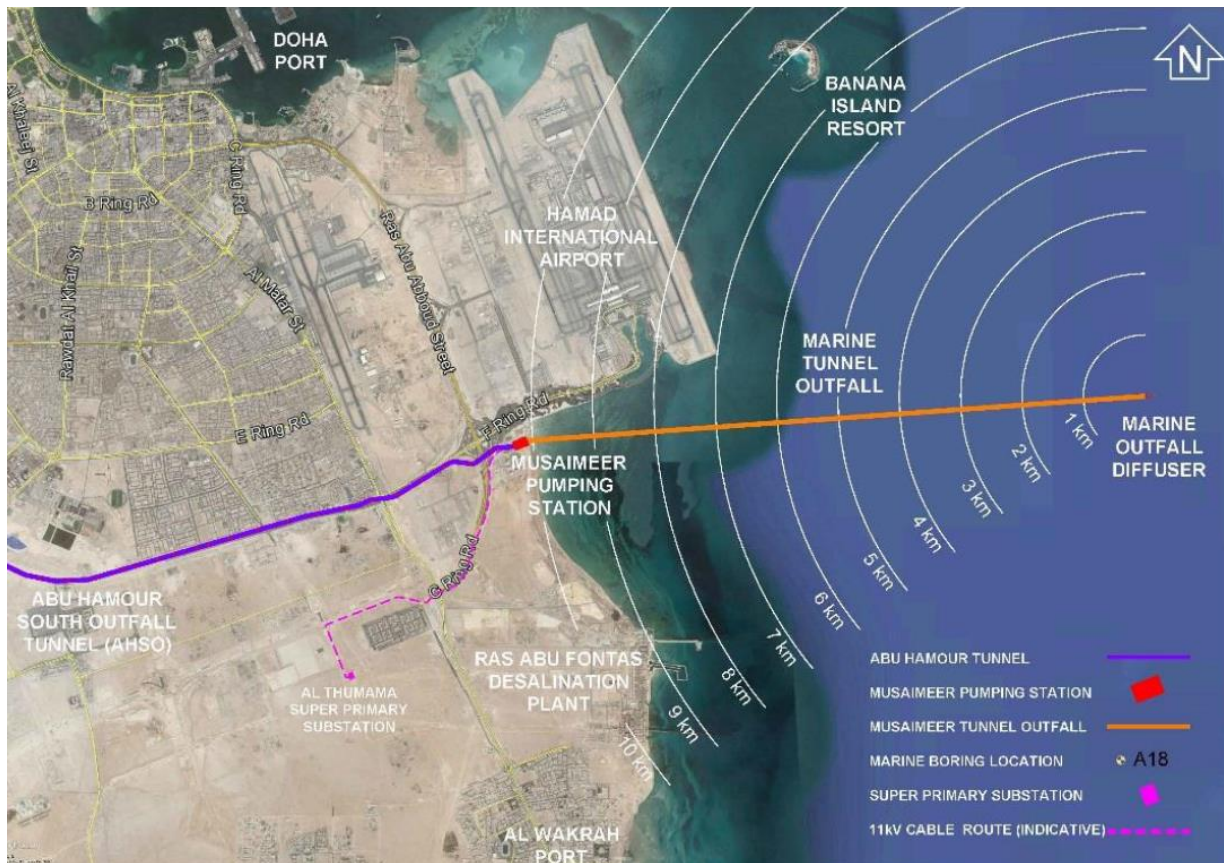 DOHA
PORT
N
BANANA
ISLAND
RESORT
Al Khaleej St
C Ring Rd
B Ring Rd
Rawdat Al Khail St
Al Matar St
Ras Abu Abboud Street
HAMAD
INTERNATIONAL
AIRPORT
E Ring Rd
F Ring Rd
MARINE
TUNNEL
OUTFALL
MARINE
OUTFALL
DIFFUSER
MUSAIMEER
PUMPING
STATION
G Ring Rd
1 km
2 km
3 km
4 km
5 km
6 km
7 km
8 km
9 km
10 km
ABU HAMOUR
SOUTH OUTFALL
TUNNEL (AHSO)
AL THUMAMA
SUPER PRIMARY
SUBSTATION
RAS ABU FONTAS
DESALINATION
PLANT
AL WAKRAH
PORT
ABU HAMOUR TUNNEL
MUSAIMEER PUMPING STATION
MUSAIMEER TUNNEL OUTFALL
MARINE BORING LOCATION A18
SUPER PRIMARY SUBSTATION
11kV CABLE ROUTE (INDICATIVE)